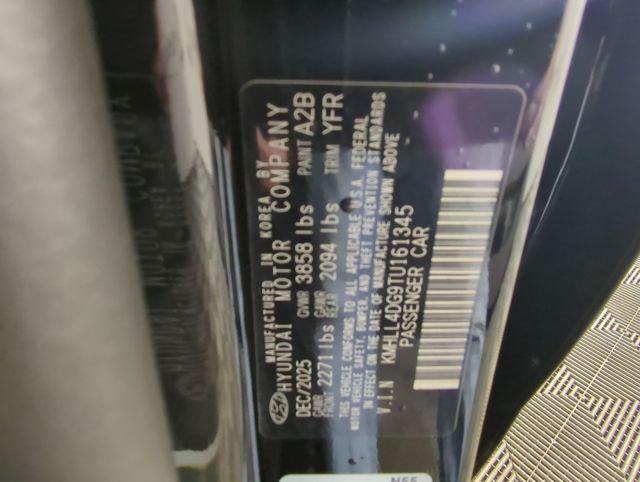 MANUFACTURED IN KOREA BY
HYUNDAI MOTOR COMPANY
DEC/2025 GVWR 3858 lbs PAINT A2B
GAWR FRONT 2271 lbs GAWR REAR 2094 lbs TRIM YFR
THIS VEHICLE CONFORMS TO ALL APPLICABLE U.S.A. FEDERAL
MOTOR VEHICLE SAFETY, BUMPER, AND THEFT PREVENTION STANDARDS
IN EFFECT ON THE DATE OF MANUFACTURE SHOWN ABOVE
V.I.N KMHLL4DG9TU161345
PASSENGER CAR